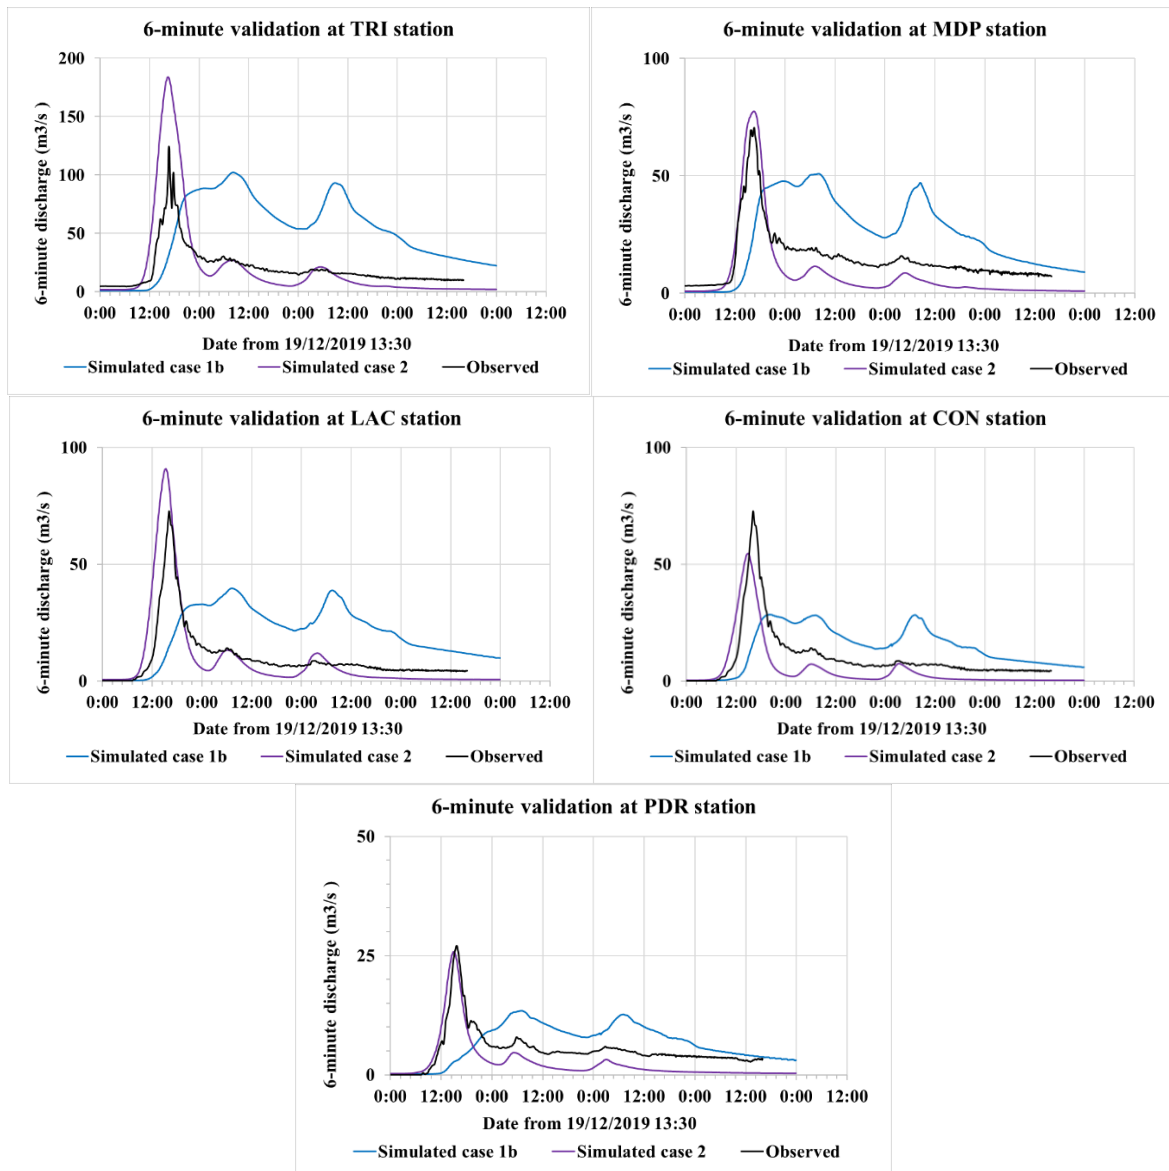 6-minute validation at TRI station
6-minute discharge (m3/s )
200
150
100
50
0
0:00 12:00 0:00 12:00 0:00 12:00 0:00 12:00 0:00 12:00
Date from 19/12/2019 13:30
Simulated case 1b Simulated case 2 Observed
6-minute validation at MDP station
6-minute discharge (m3/s )
100
50
0
0:00 12:00 0:00 12:00 0:00 12:00 0:00 12:00 0:00 12:00
Date from 19/12/2019 13:30
Simulated case 1b Simulated case 2 Observed
6-minute validation at LAC station
6-minute discharge (m3/s )
100
50
0
0:00 12:00 0:00 12:00 0:00 12:00 0:00 12:00 0:00 12:00
Date from 19/12/2019 13:30
Simulated case 1b Simulated case 2 Observed
6-minute validation at CON station
6-minute discharge (m3/s )
100
50
0
0:00 12:00 0:00 12:00 0:00 12:00 0:00 12:00 0:00 12:00
Date from 19/12/2019 13:30
Simulated case 1b Simulated case 2 Observed
6-minute validation at PDR station
6-minute discharge (m3/s )
50
25
0
0:00 12:00 0:00 12:00 0:00 12:00 0:00 12:00 0:00 12:00
Date from 19/12/2019 13:30
Simulated case 1b Simulated case 2 Observed